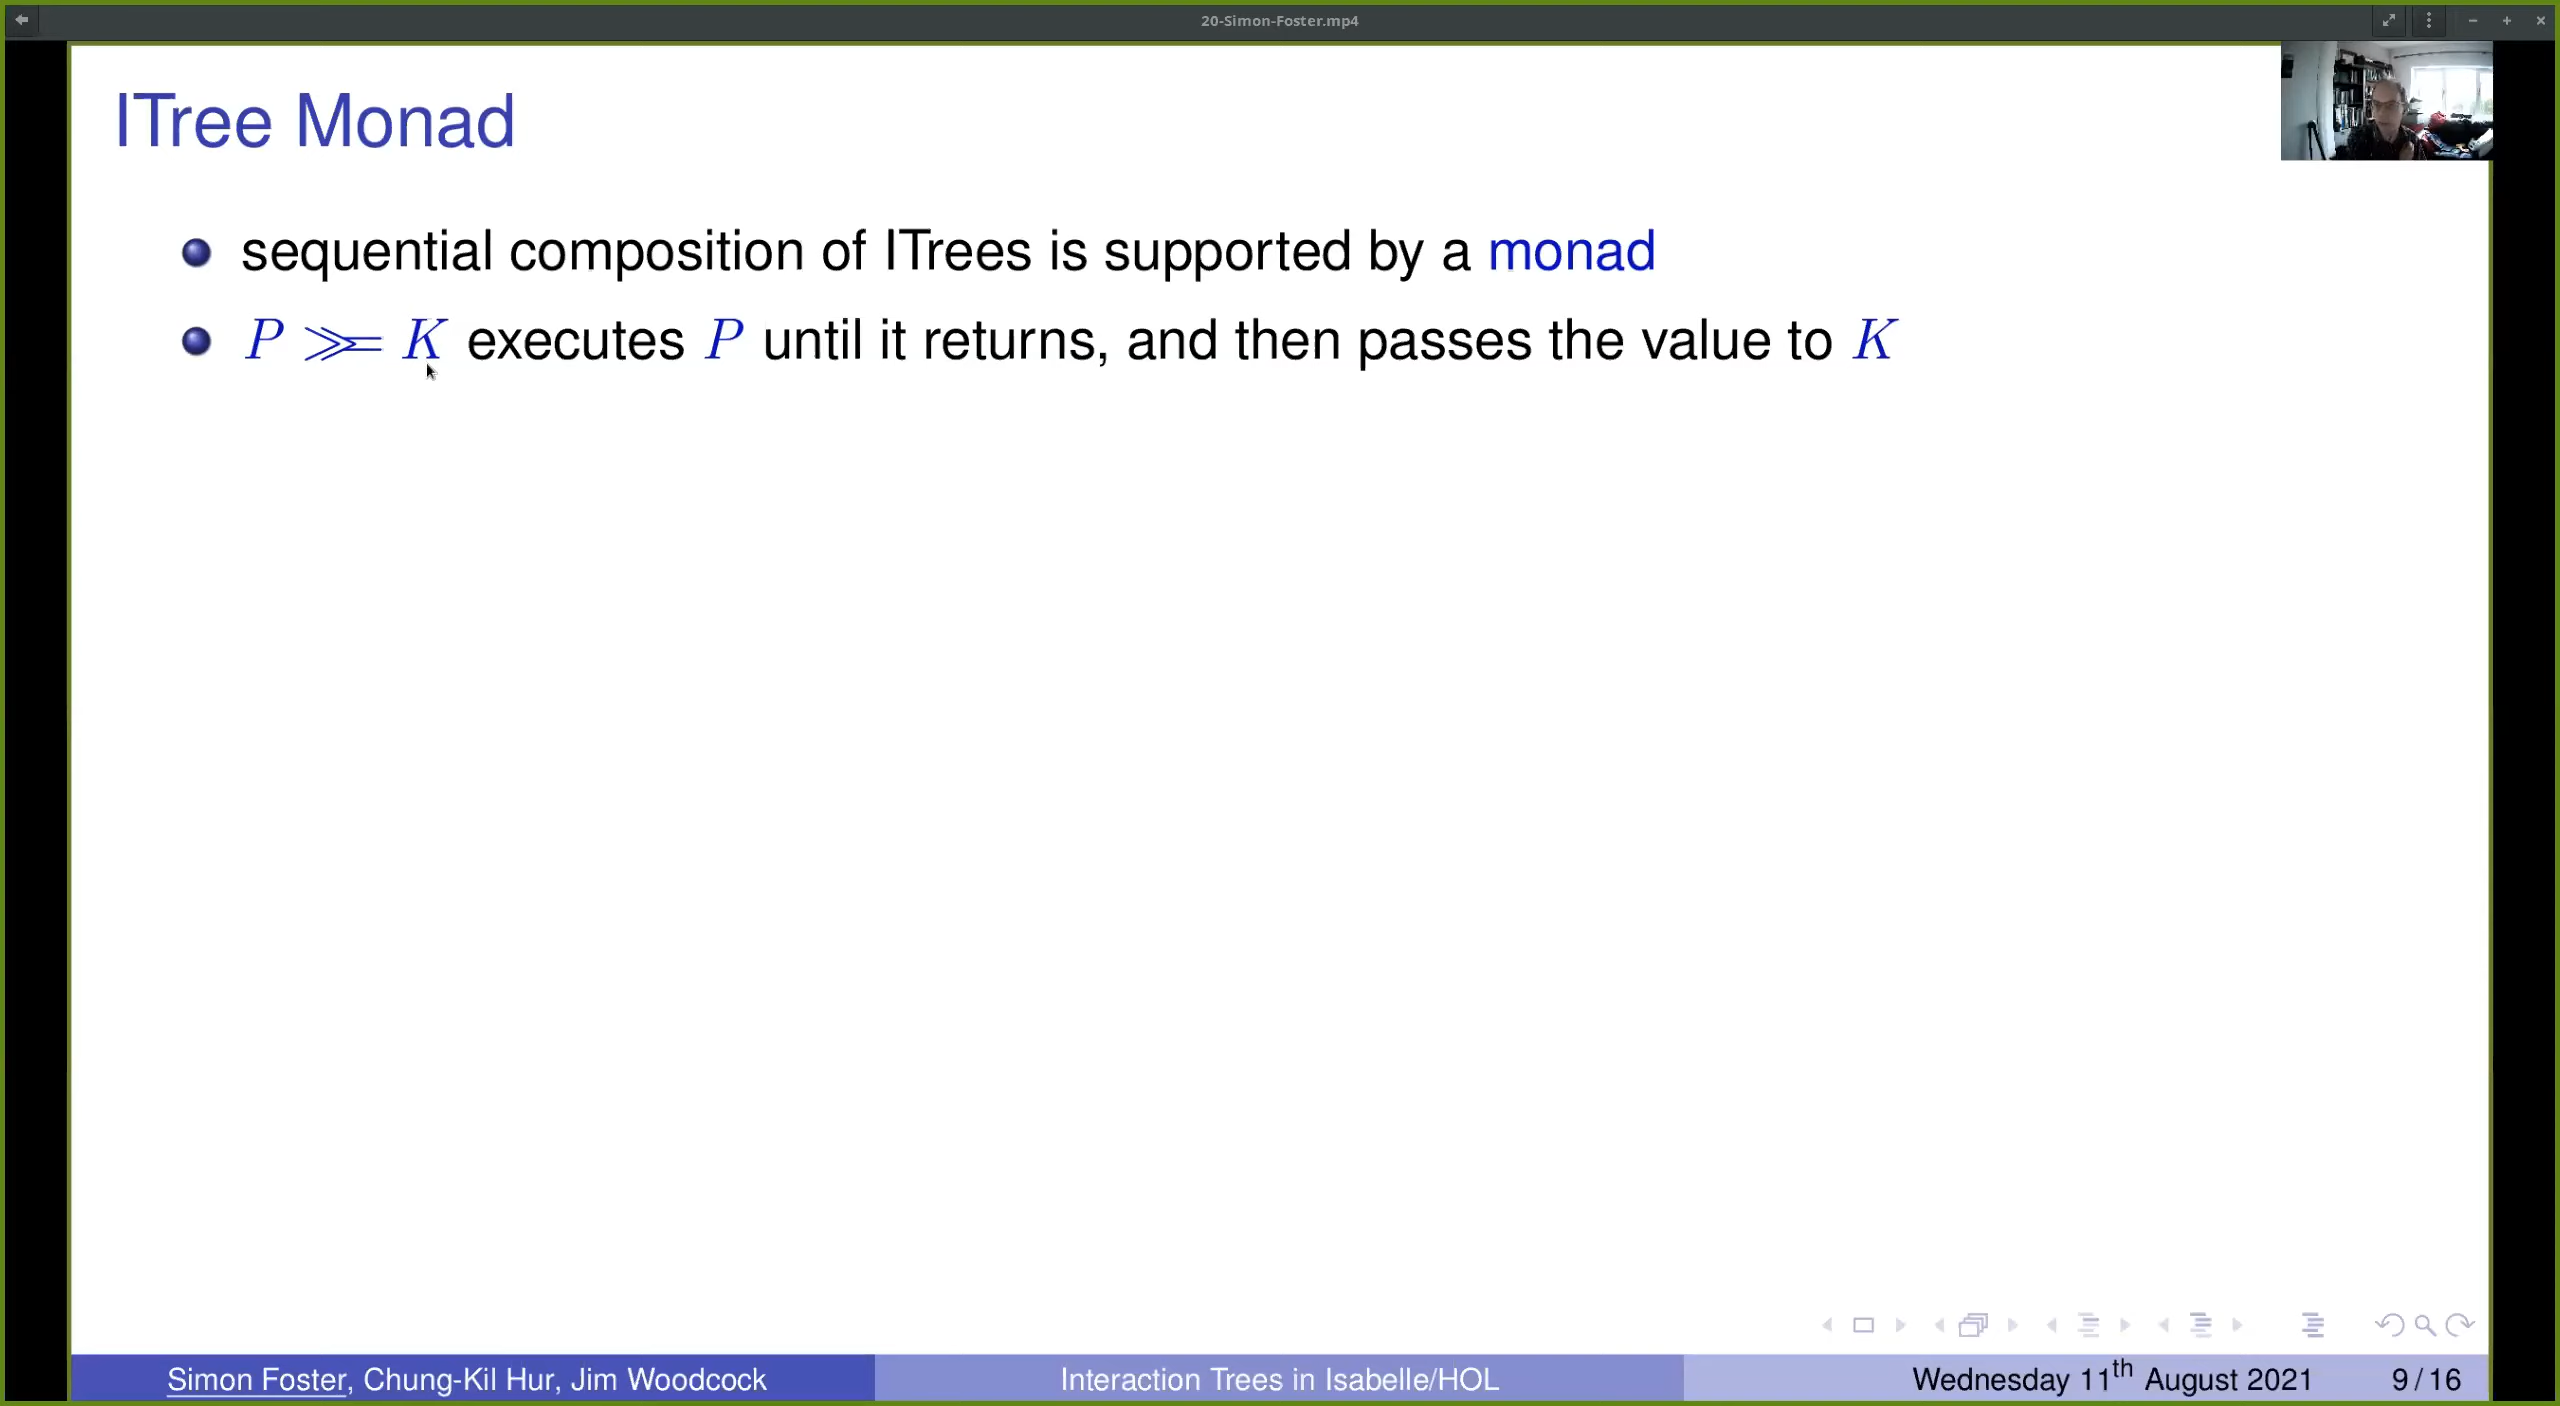 20-Simon-Foster.mp4
ITree Monad
sequential composition of ITrees is supported by a monad
P ⋙= K executes P until it returns, and then passes the value to K
Simon Foster, Chung-Kil Hur, Jim Woodcock
Interaction Trees in Isabelle/HOL
Wednesday 11th August 2021
9 / 16